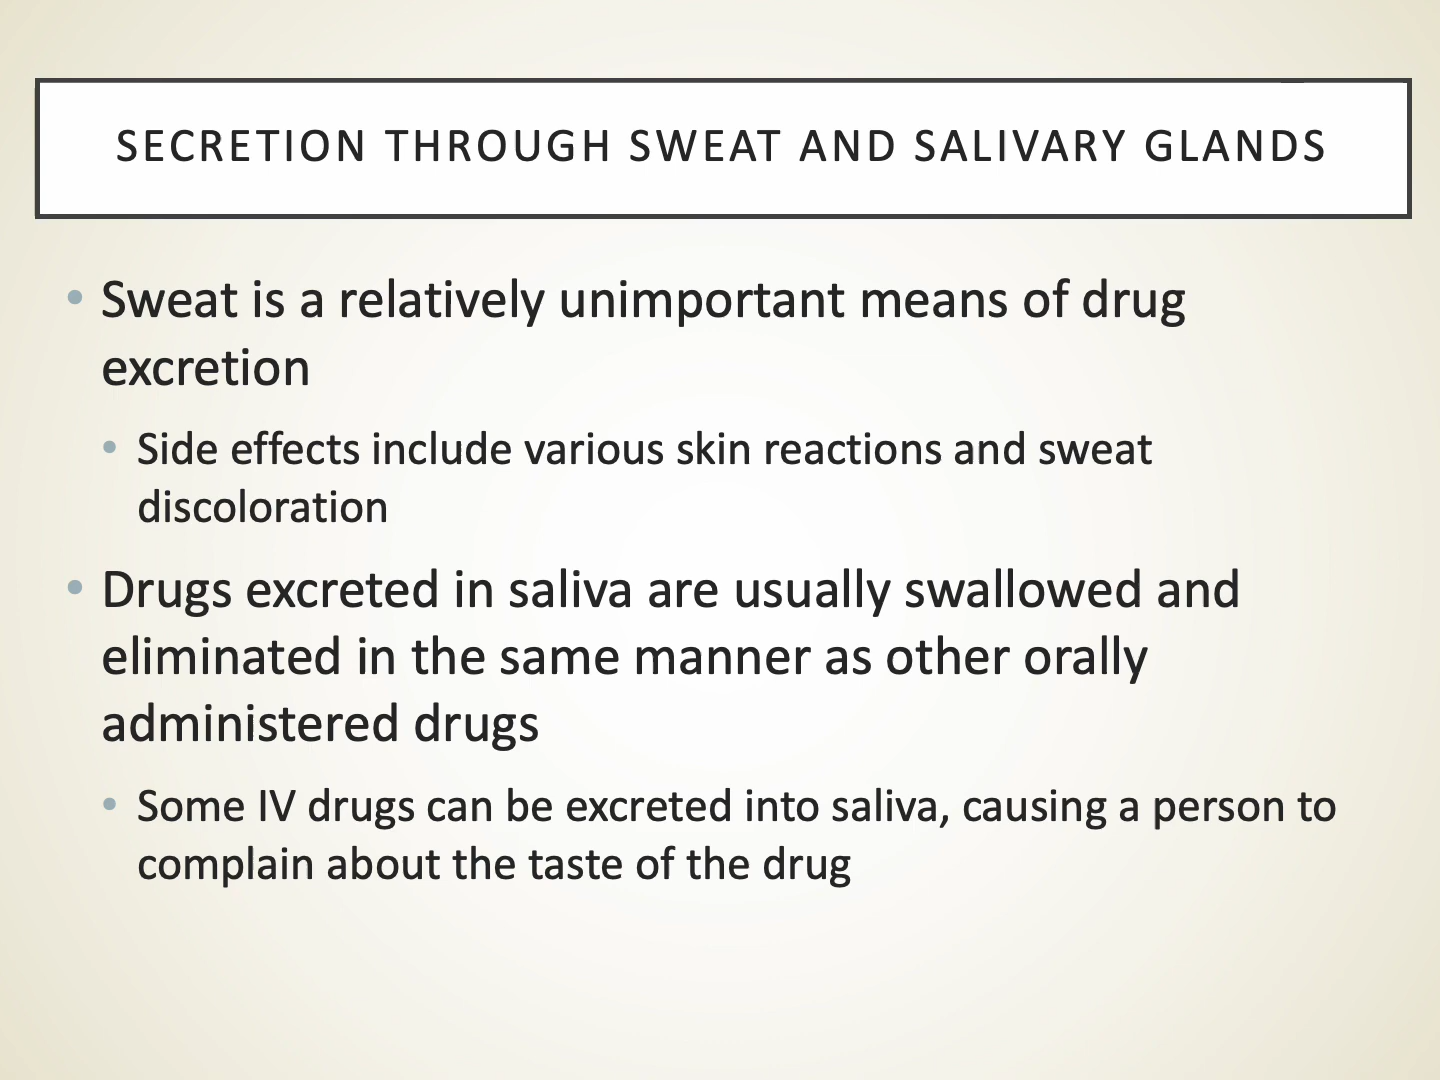 SECRETION THROUGH SWEAT AND SALIVARY GLANDS
• Sweat is a relatively unimportant means of drug
excretion
• Side effects include various skin reactions and sweat
discoloration
• Drugs excreted in saliva are usually swallowed and
eliminated in the same manner as other orally
administered drugs
• Some IV drugs can be excreted into saliva, causing a person to
complain about the taste of the drug